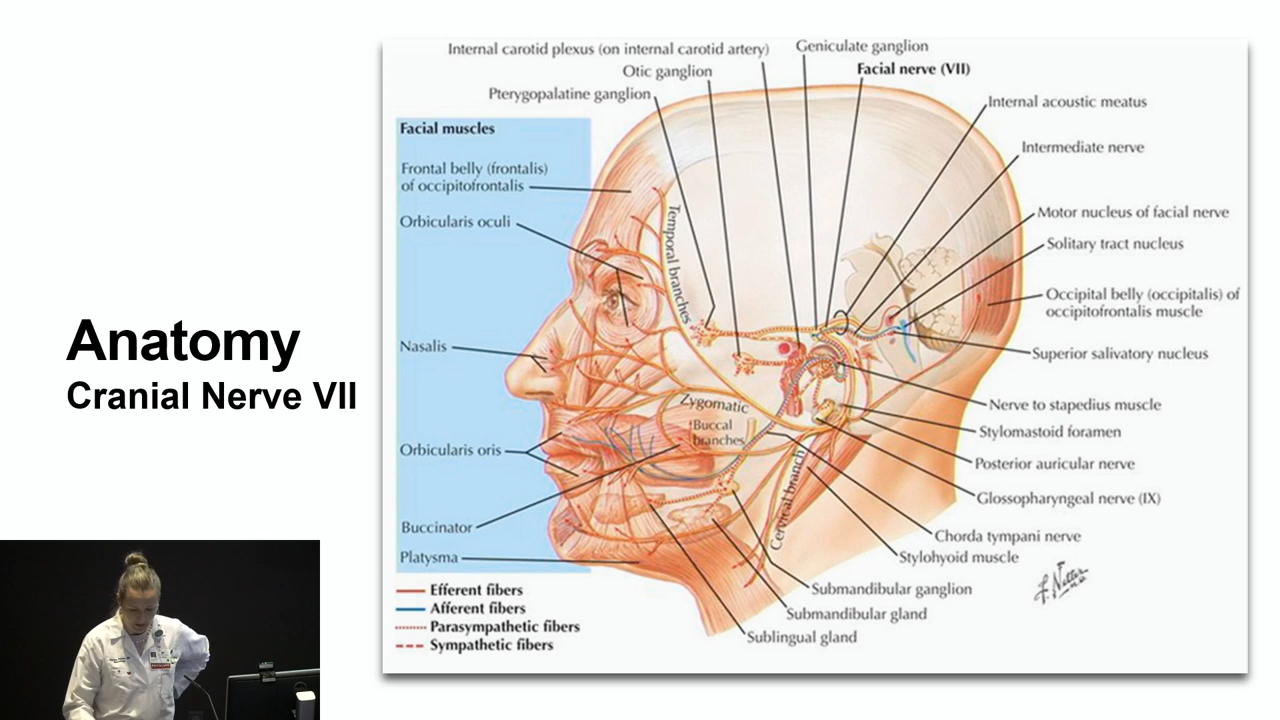 Anatomy
Cranial Nerve VII
Internal carotid plexus (on internal carotid artery)
Geniculate ganglion
Otic ganglion
Facial nerve (VII)
Pterygopalatine ganglion
Internal acoustic meatus
Facial muscles
Intermediate nerve
Frontal belly (frontalis)
of occipitofrontalis
Orbicularis oculi
Temporal branches
Motor nucleus of facial nerve
Solitary tract nucleus
Occipital belly (occipitalis) of
occipitofrontalis muscle
Nasalis
Superior salivatory nucleus
Zygomatic
Buccal
branches
Nerve to stapedius muscle
Stylomastoid foramen
Orbicularis oris
Posterior auricular nerve
Cervical branch
Glossopharyngeal nerve (IX)
Buccinator
Chorda tympani nerve
Platysma
Stylohyoid muscle
Submandibular ganglion
Submandibular gland
Sublingual gland
Efferent fibers
Afferent fibers
Parasympathetic fibers
Sympathetic fibers